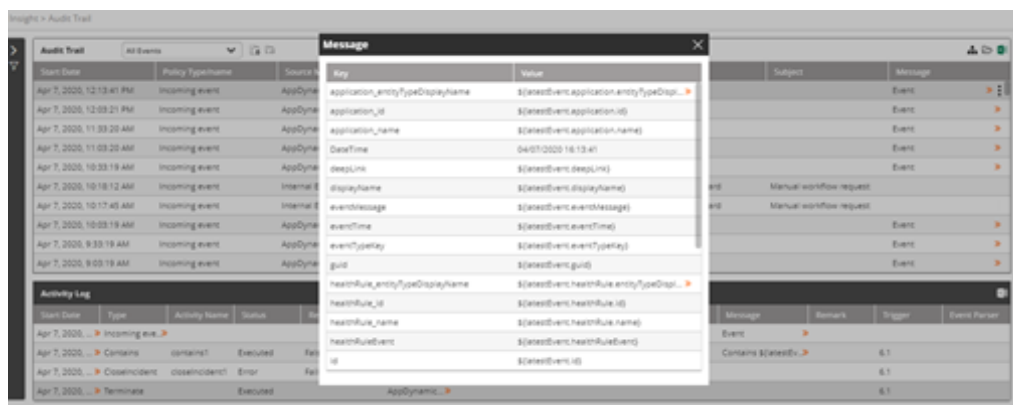 Insight > Audit Trail
Audit Trail All Events
Start Date Policy Type/name Source Subject Message
Apr 7, 2020, 12:13:41 PM Incoming event Event
Apr 7, 2020, 12:03:21 PM Incoming event Event
Apr 7, 2020, 11:33:20 AM Incoming event Event
Apr 7, 2020, 11:03:20 AM Incoming event Event
Apr 7, 2020, 10:33:19 AM Incoming event Event
Apr 7, 2020, 10:18:12 AM Incoming event Internal Manual workflow request
Apr 7, 2020, 10:17:45 AM Incoming event Internal Manual workflow request
Apr 7, 2020, 10:03:19 AM Incoming event Event
Apr 7, 2020, 9:33:19 AM Incoming event Event
Apr 7, 2020, 9:03:19 AM Incoming event Event
Message
Key Value
application_entityTypeDisplayName ${latestEvent.application.entityTypeDispl...
application_id ${latestEvent.application.id}
application_name ${latestEvent.application.name}
DateTime 04/07/2020 16:13:41
deepLink ${latestEvent.deepLink}
displayName ${latestEvent.displayName}
eventMessage ${latestEvent.eventMessage}
eventTime ${latestEvent.eventTime}
eventTypeKey ${latestEvent.eventTypeKey}
guid ${latestEvent.guid}
healthRule_entityTypeDisplayName ${latestEvent.healthRule.entityTypeDispl...
healthRule_id ${latestEvent.healthRule.id}
healthRule_name ${latestEvent.healthRule.name}
healthRuleEvent ${latestEvent.healthRuleEvent}
id ${latestEvent.id}
Activity Log
Start Date Type Activity Name Status Message Remark Trigger Event Parser
Apr 7, 2020, ... Incoming eve... Event
Apr 7, 2020, ... Contains contains1 Executed Contains ${latestEv... 6.1
Apr 7, 2020, ... CloseIncident closeIncident1 Error 6.1
Apr 7, 2020, ... Terminate Executed AppDynamic... 6.1